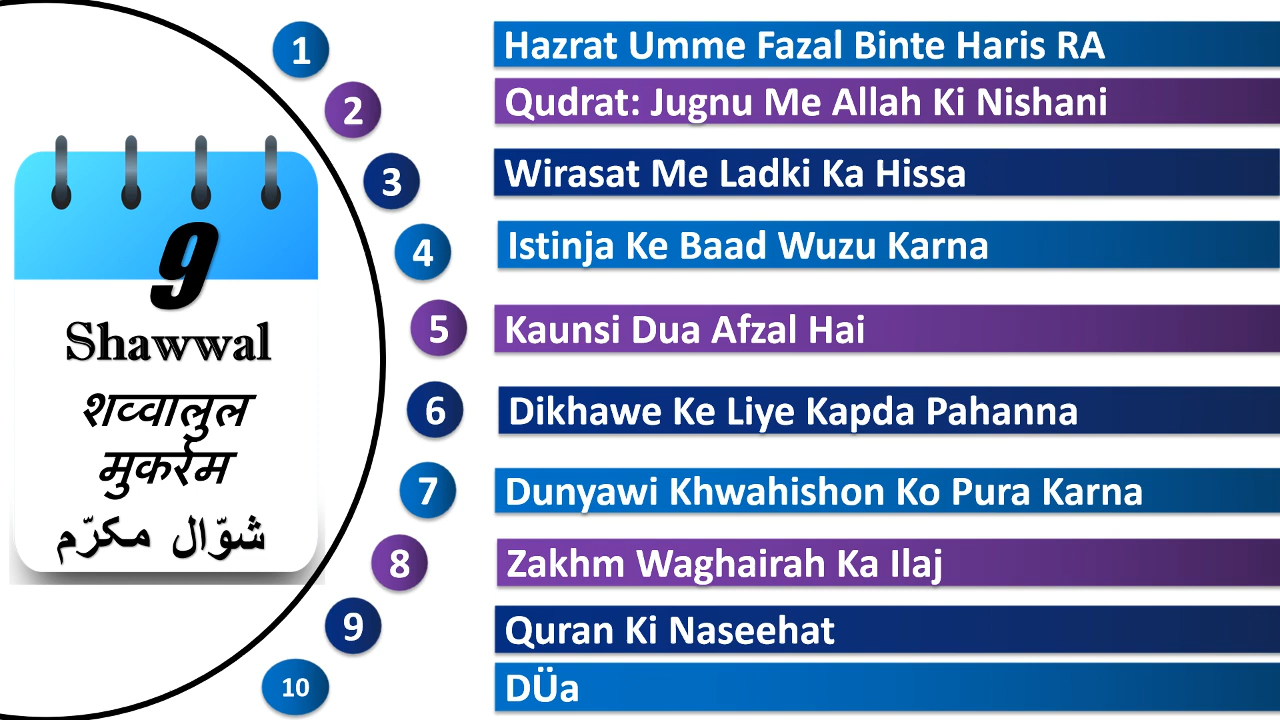 9
Shawwal
शव्वालुल
मुकर्रम
شوّال مكرّم
1 Hazrat Umme Fazal Binte Haris RA
2 Qudrat: Jugnu Me Allah Ki Nishani
3 Wirasat Me Ladki Ka Hissa
4 Istinja Ke Baad Wuzu Karna
5 Kaunsi Dua Afzal Hai
6 Dikhawe Ke Liye Kapda Pahanna
7 Dunyawi Khwahishon Ko Pura Karna
8 Zakhm Waghairah Ka Ilaj
9 Quran Ki Naseehat
10 DÜa